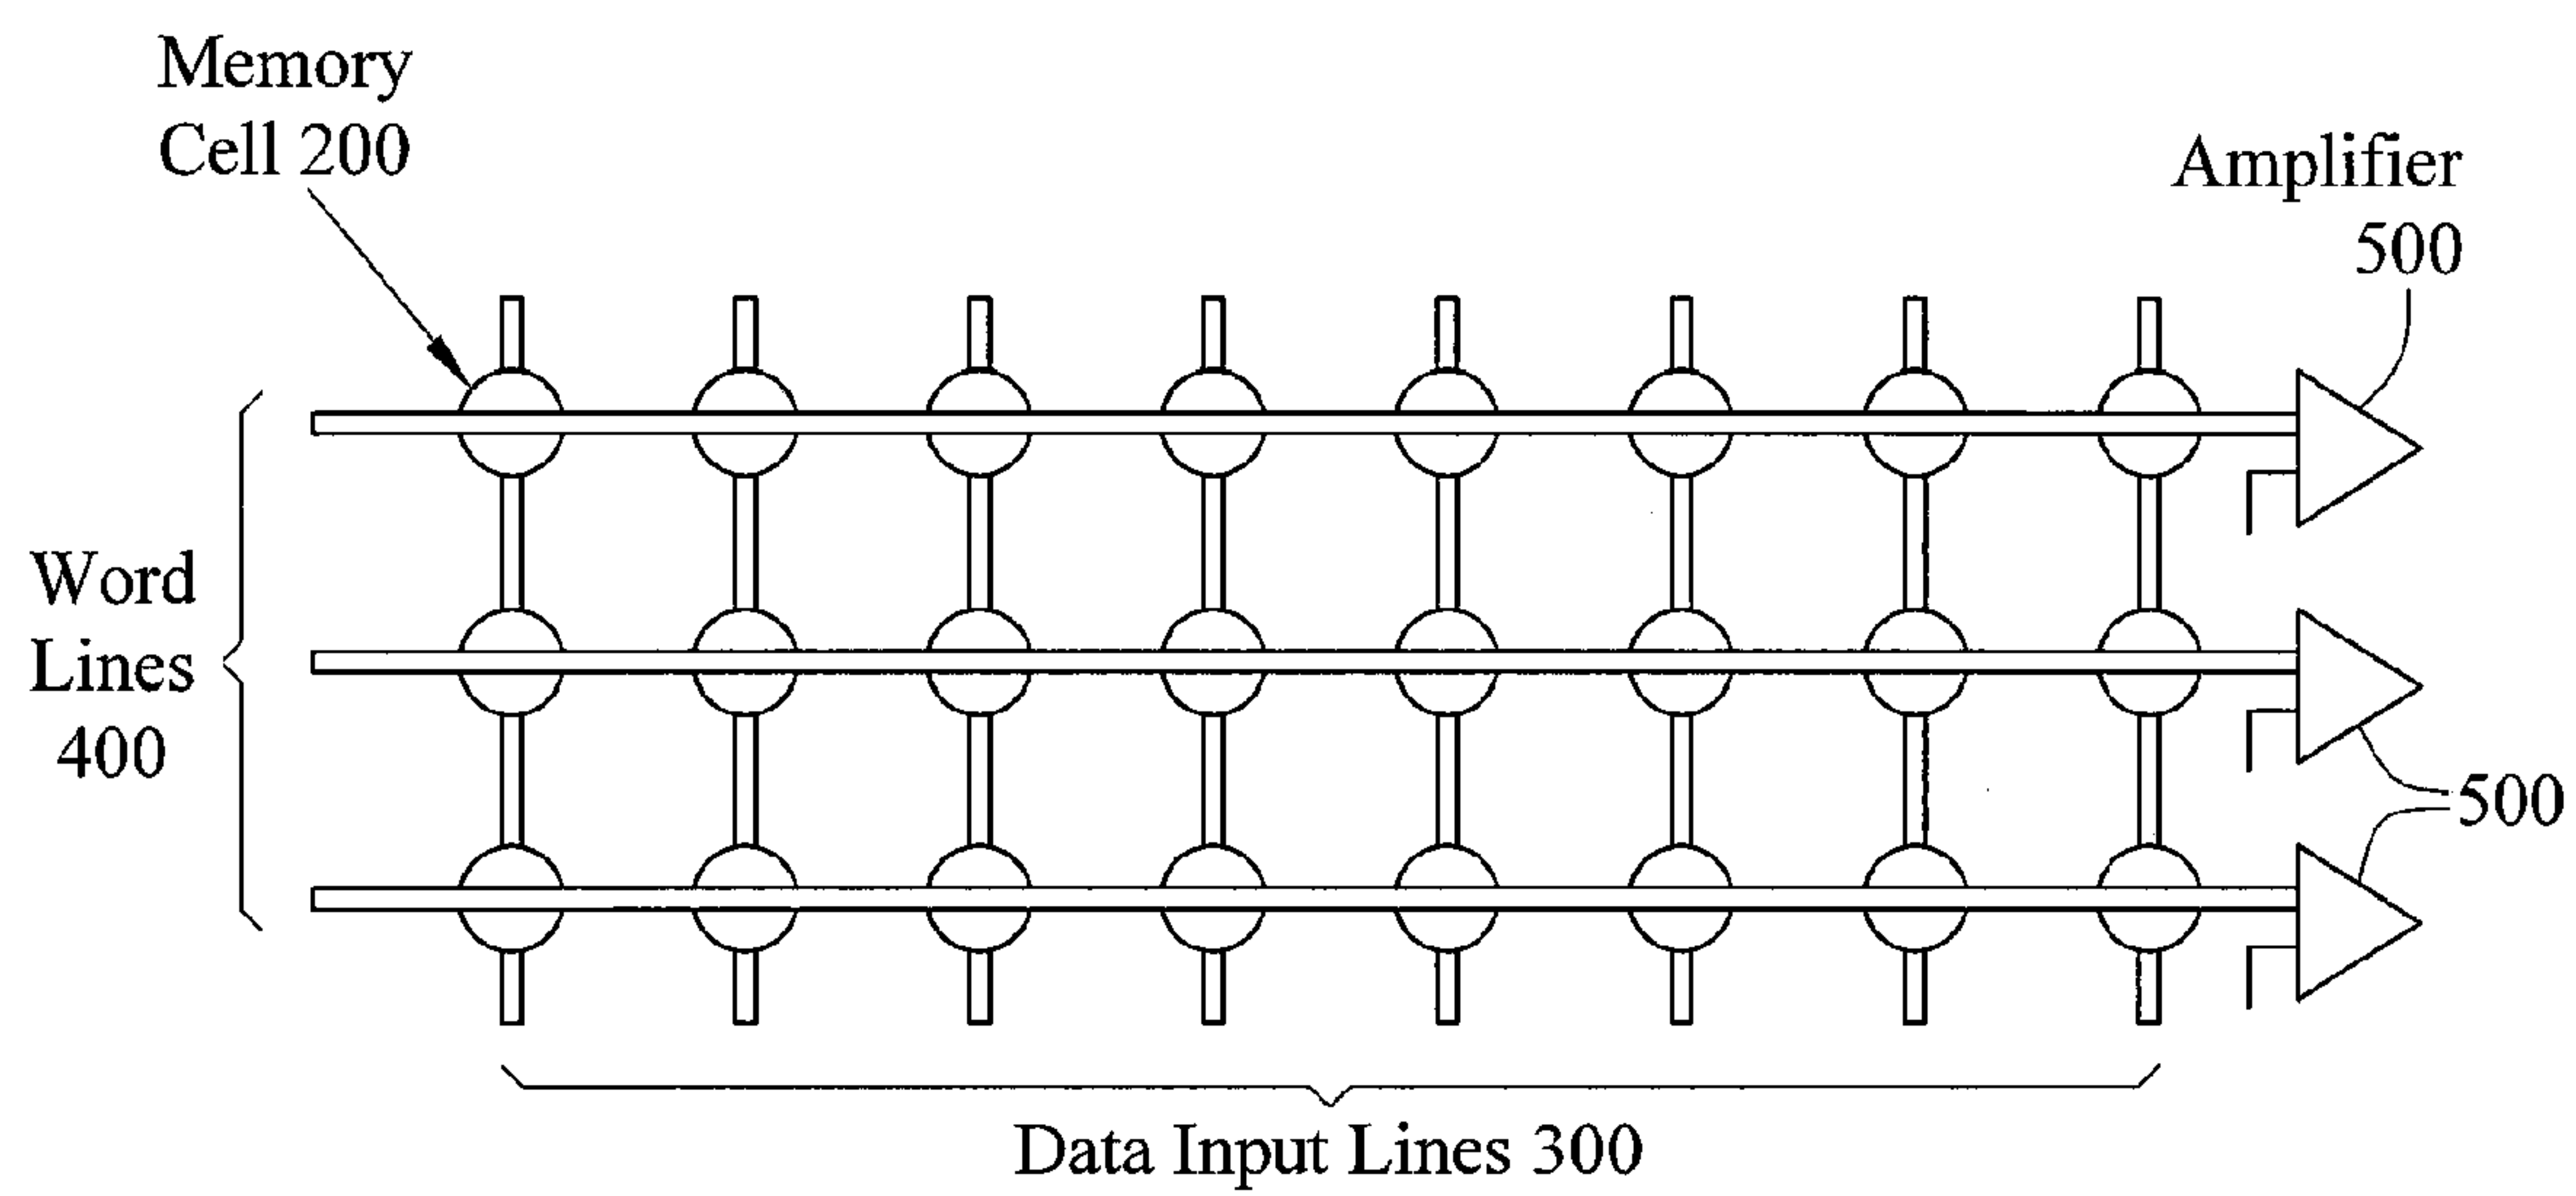 Memory
Cell 200
Amplifier
500
Word
Lines
400
500
Data Input Lines 300